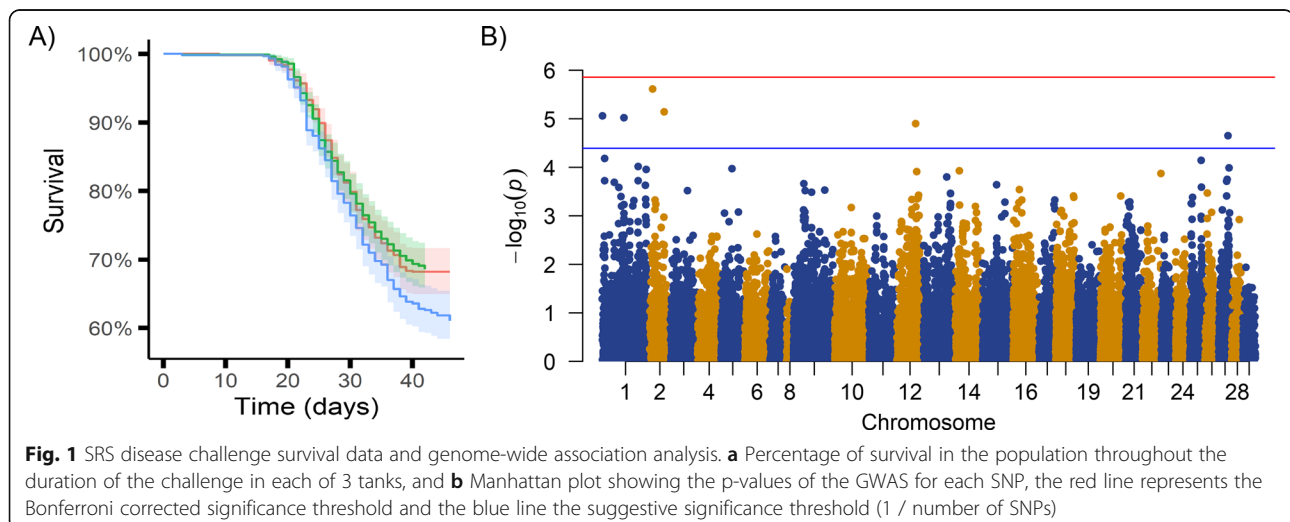 A)
100%
90%
80%
70%
60%
Survival
0 10 20 30 40
Time (days)
B)
6
5
4
3
2
1
0
−log10(p)
1 2 4 6 8 10 12 14 16 19 21 24 28
Chromosome
Fig. 1 SRS disease challenge survival data and genome-wide association analysis. a Percentage of survival in the population throughout the
duration of the challenge in each of 3 tanks, and b Manhattan plot showing the p-values of the GWAS for each SNP, the red line represents the
Bonferroni corrected significance threshold and the blue line the suggestive significance threshold (1 / number of SNPs)